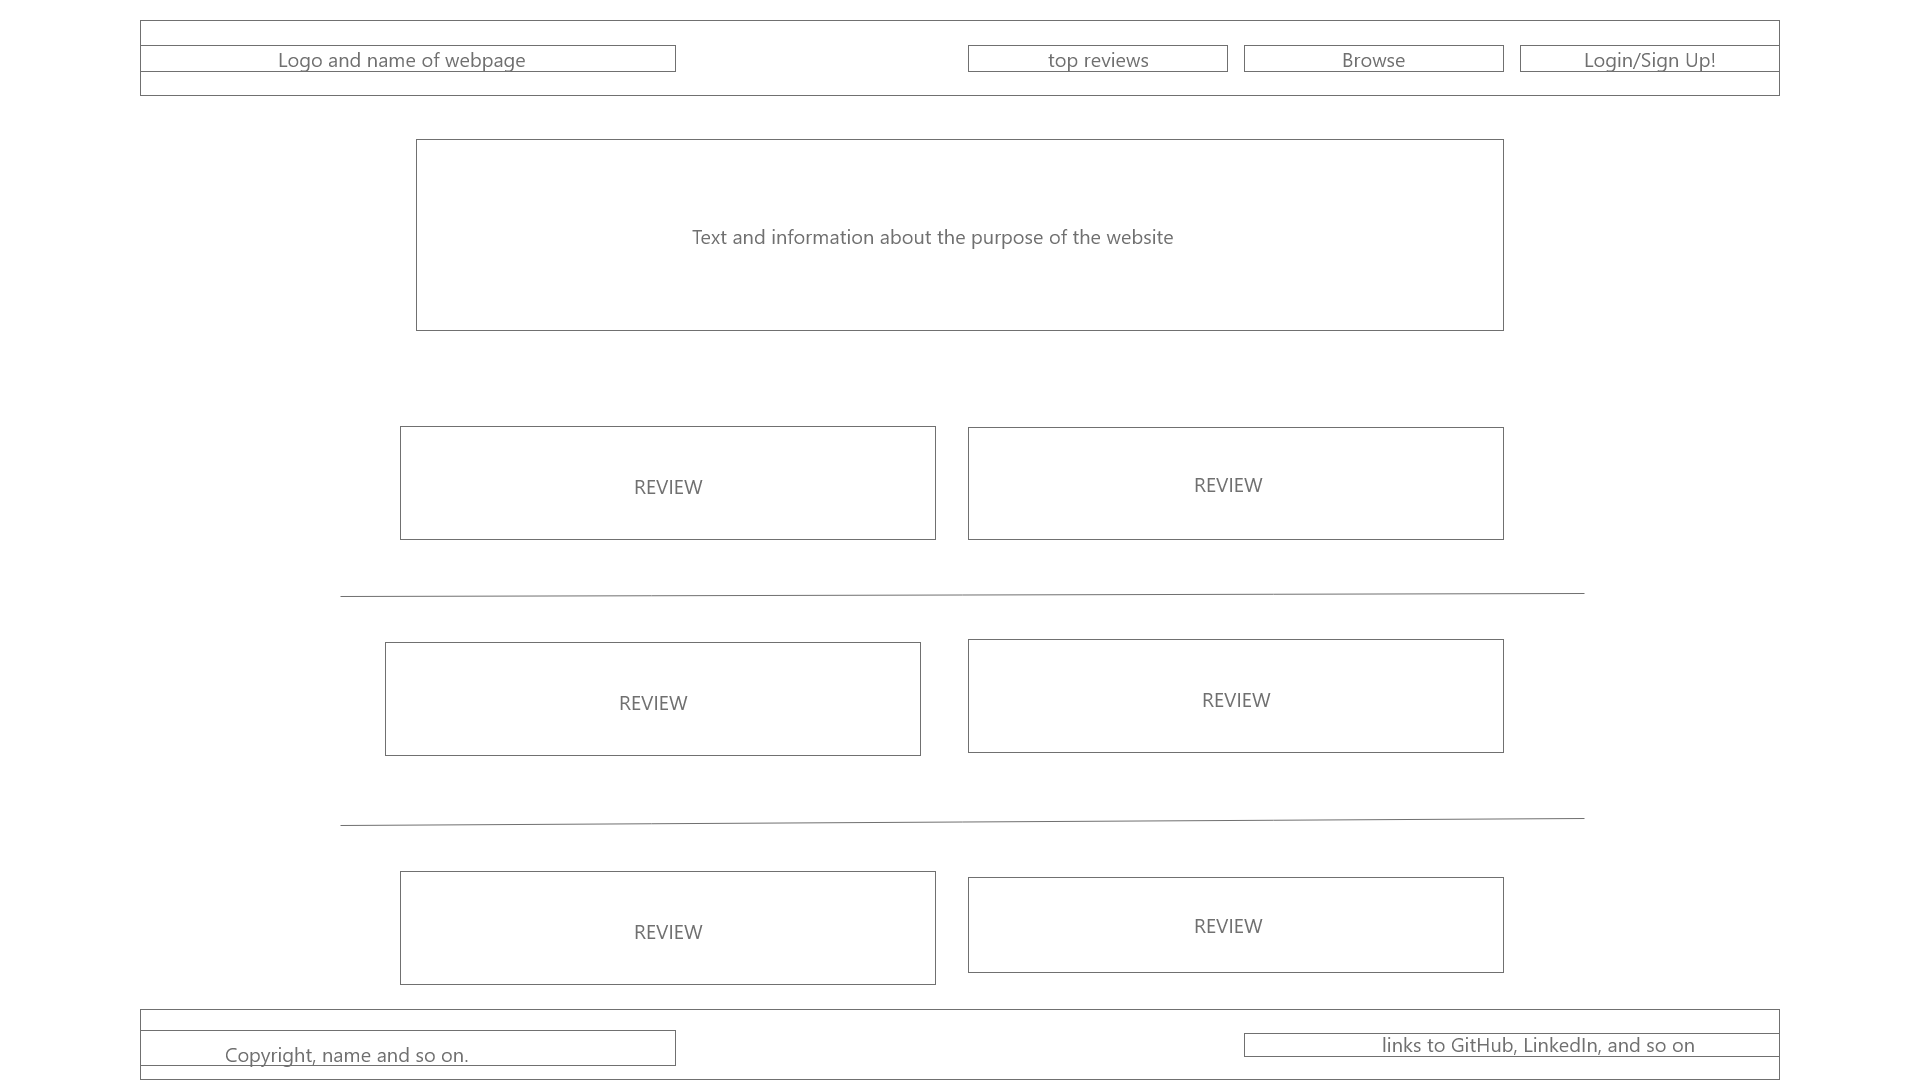 Logo and name of webpage
top reviews
Browse
Login/Sign Up!
Text and information about the purpose of the website
REVIEW
REVIEW
REVIEW
REVIEW
REVIEW
REVIEW
Copyright, name and so on.
links to GitHub, LinkedIn, and so on